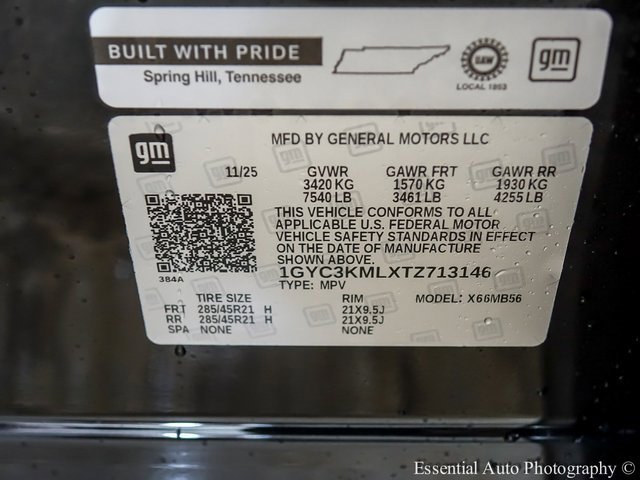 BUILT WITH PRIDE
Spring Hill, Tennessee
UAW
LOCAL 1853
gm
gm
MFD BY GENERAL MOTORS LLC
11/25 GVWR GAWR FRT GAWR RR
3420 KG 1570 KG 1930 KG
7540 LB 3461 LB 4255 LB
THIS VEHICLE CONFORMS TO ALL
APPLICABLE U.S. FEDERAL MOTOR
VEHICLE SAFETY STANDARDS IN EFFECT
ON THE DATE OF MANUFACTURE
SHOWN ABOVE.
384A
1GYC3KMLXTZ713146
TYPE: MPV MODEL: X66MB56
TIRE SIZE RIM
FRT 285/45R21 H 21X9.5J
RR 285/45R21 H 21X9.5J
SPA NONE NONE
Essential Auto Photography ©